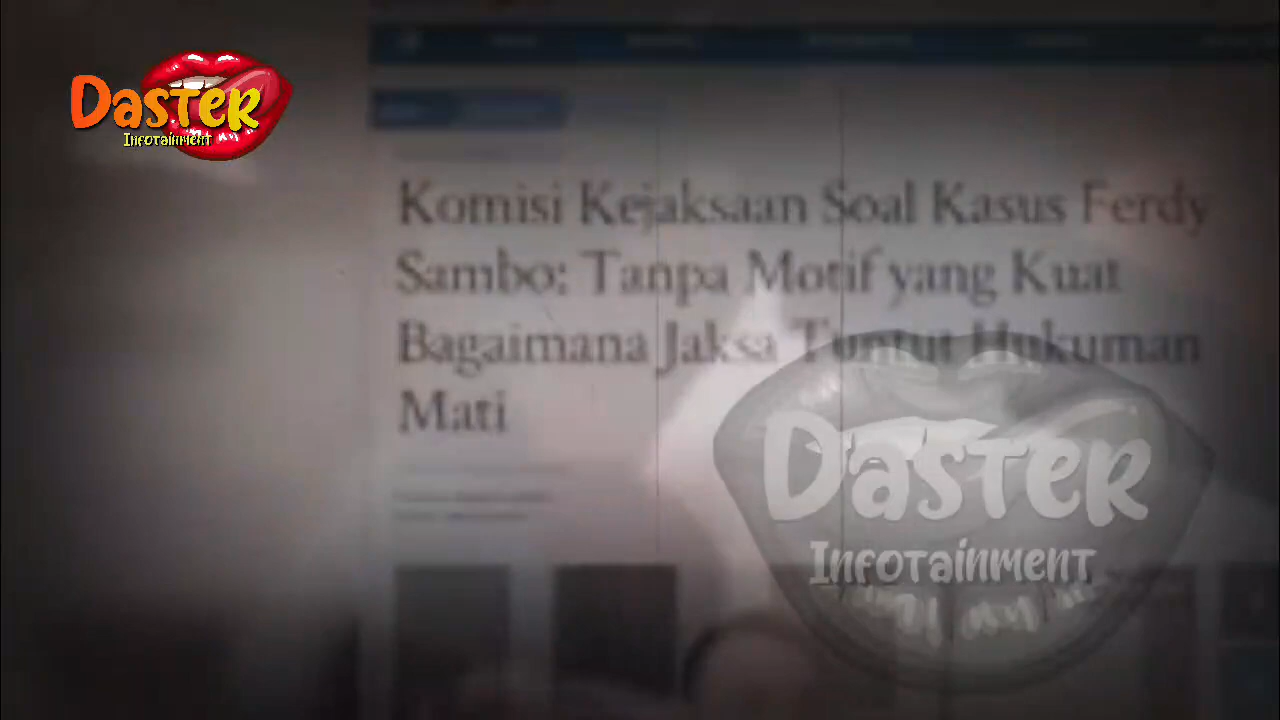 Daster
Infotainment
Komisi Kejaksaan Soal Kasus Ferdy
Sambo: Tanpa Motif yang Kuat
Bagaimana Jaksa Tuntut Hukuman
Mati
Daster
Infotainment